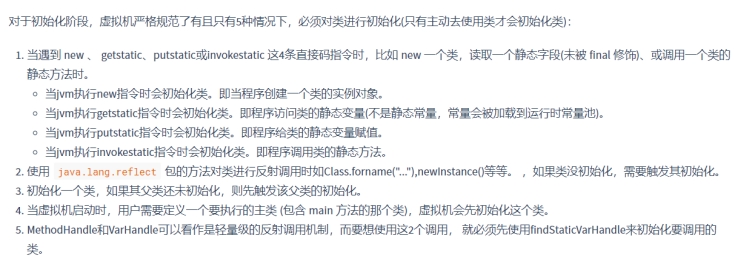 对于初始化阶段，虚拟机严格规范了有且只有5种情况下，必须对类进行初始化(只有主动去使用类才会初始化类)：
1. 当遇到 new 、 getstatic、putstatic或invokestatic 这4条直接码指令时，比如 new 一个类，读取一个静态字段(未被 final 修饰)、或调用一个类的
静态方法时。
◦ 当jvm执行new指令时会初始化类。即当程序创建一个类的实例对象。
◦ 当jvm执行getstatic指令时会初始化类。即程序访问类的静态变量(不是静态常量，常量会被加载到运行时常量池)。
◦ 当jvm执行putstatic指令时会初始化类。即程序给类的静态变量赋值。
◦ 当jvm执行invokestatic指令时会初始化类。即程序调用类的静态方法。
2. 使用 java.lang.reflect 包的方法对类进行反射调用时如Class.forname("..."),newInstance()等等。 ，如果类没初始化，需要触发其初始化。
3. 初始化一个类，如果其父类还未初始化，则先触发该父类的初始化。
4. 当虚拟机启动时，用户需要定义一个要执行的主类 (包含 main 方法的那个类)，虚拟机会先初始化这个类。
5. MethodHandle和VarHandle可以看作是轻量级的反射调用机制，而要想使用这2个调用， 就必须先使用findStaticVarHandle来初始化要调用的
类。